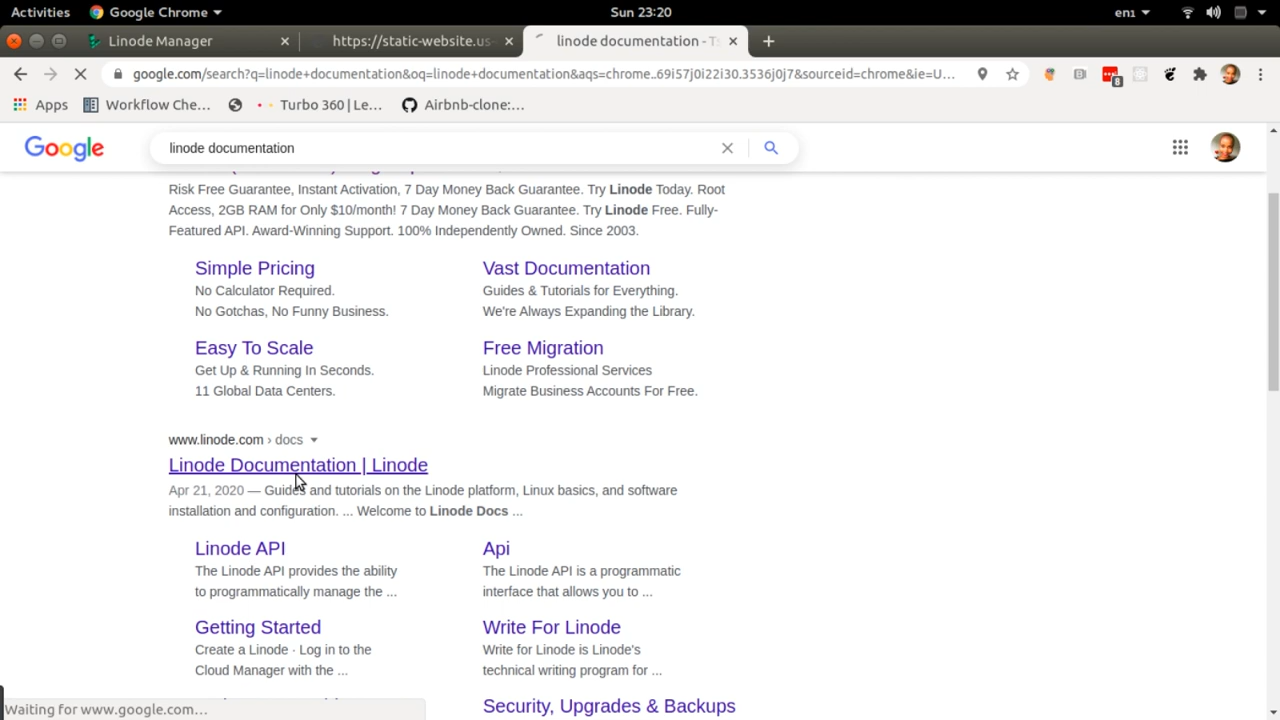 Activities Google Chrome Sun 23:20 en1
Linode Manager https://static-website.us- linode documentation - Ts
google.com/search?q=linode+documentation&oq=linode+documentation&aqs=chrome..69i57j0i22i30.3536j0j7&sourceid=chrome&ie=U... 8
Apps Workflow Che... Turbo 360 | Le... Airbnb-clone:...
Google linode documentation
Risk Free Guarantee, Instant Activation, 7 Day Money Back Guarantee. Try Linode Today. Root
Access, 2GB RAM for Only $10/month! 7 Day Money Back Guarantee. Try Linode Free. Fully-
Featured API. Award-Winning Support. 100% Independently Owned. Since 2003.
Simple Pricing
No Calculator Required.
No Gotchas, No Funny Business.
Vast Documentation
Guides & Tutorials for Everything.
We're Always Expanding the Library.
Easy To Scale
Get Up & Running In Seconds.
11 Global Data Centers.
Free Migration
Linode Professional Services
Migrate Business Accounts For Free.
www.linode.com › docs
Linode Documentation | Linode
Apr 21, 2020 — Guides and tutorials on the Linode platform, Linux basics, and software
installation and configuration. ... Welcome to Linode Docs ...
Linode API
The Linode API provides the ability
to programmatically manage the ...
Api
The Linode API is a programmatic
interface that allows you to ...
Getting Started
Create a Linode · Log in to the
Cloud Manager with the ...
Write For Linode
Write for Linode is Linode's
technical writing program for ...
Security, Upgrades & Backups
Waiting for www.google.com...